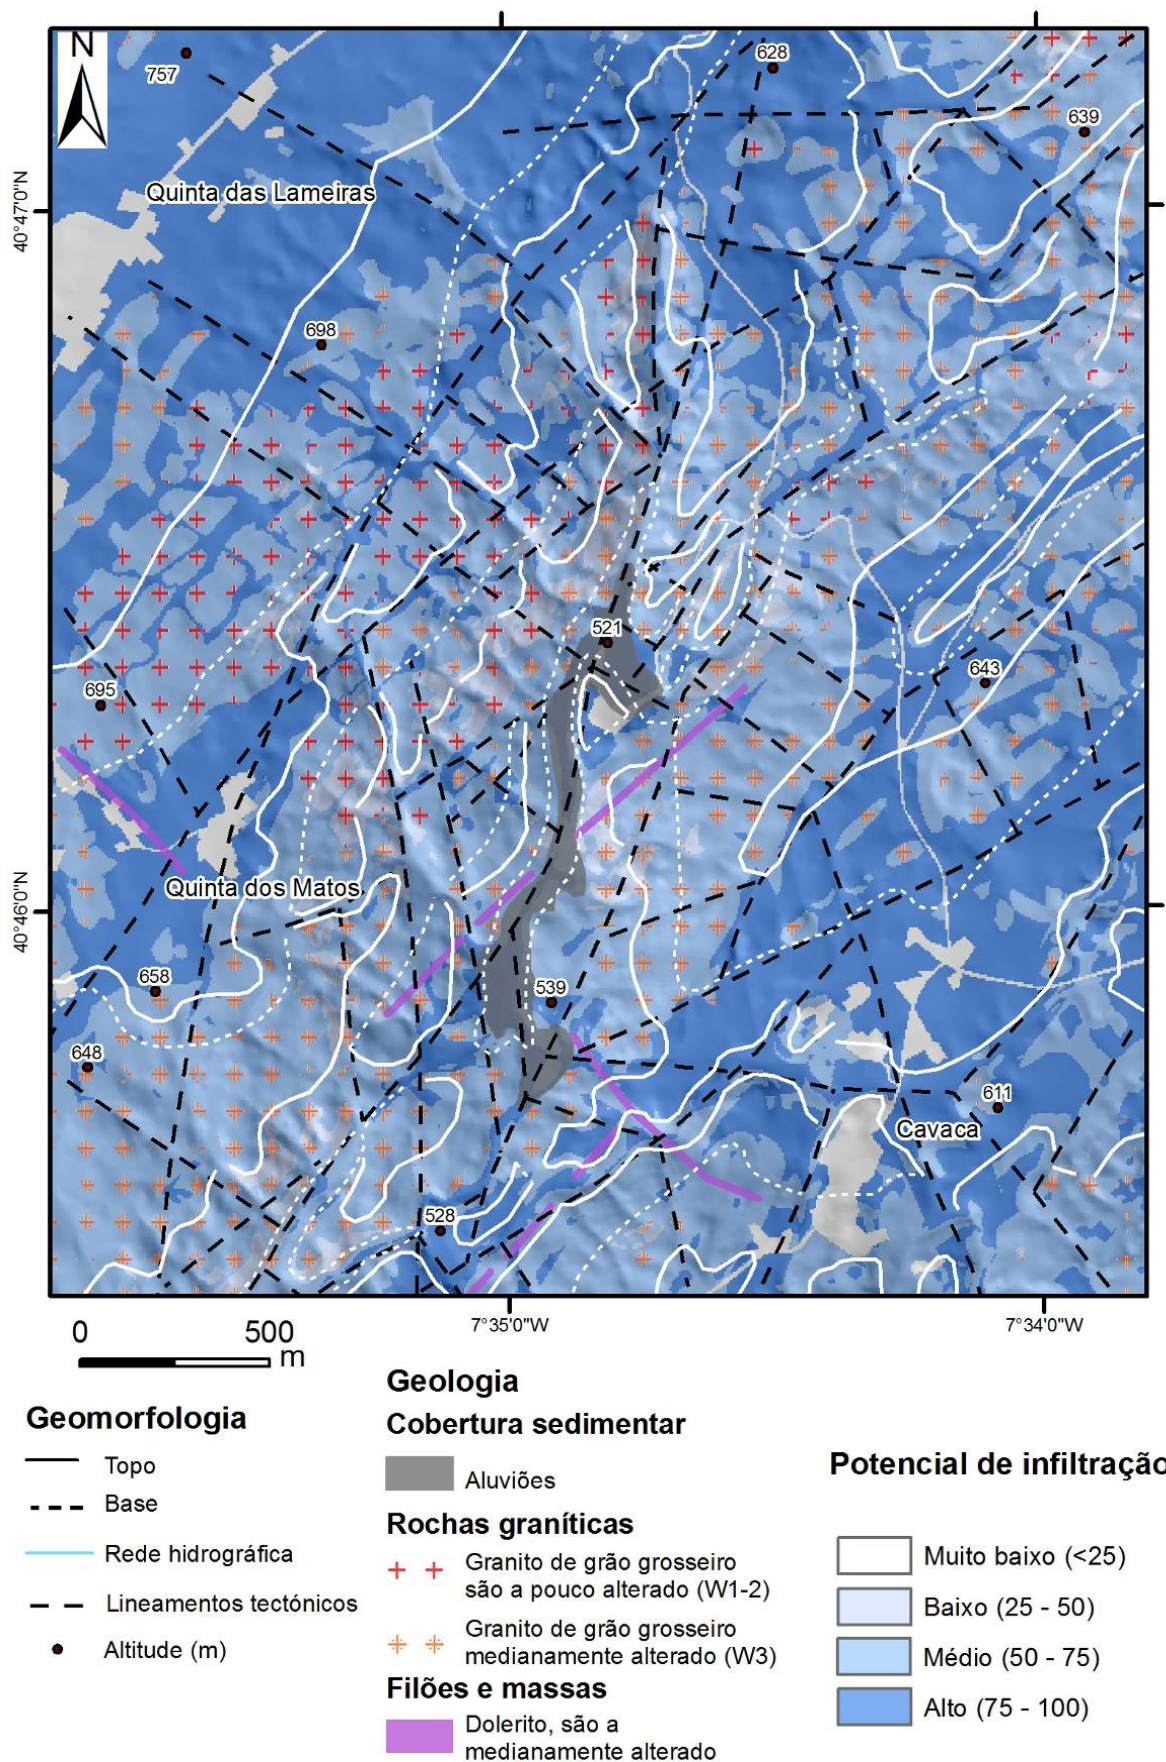 N
757
628
639
Quinta das Lameiras
40°47'0"N
698
521
643
695
Quinta dos Matos
40°46'0"N
658
539
648
611
Cavaca
528
0 500
m
7°35'0"W
7°34'0"W
Geomorfologia
Topo
Base
Rede hidrográfica
Lineamentos tectónicos
Altitude (m)
Geologia
Cobertura sedimentar
Aluviões
Rochas graníticas
Granito de grão grosseiro
são a pouco alterado (W1-2)
Granito de grão grosseiro
medianamente alterado (W3)
Filões e massas
Dolerito, são a
medianamente alterado
Potencial de infiltração
Muito baixo (<25)
Baixo (25 - 50)
Médio (50 - 75)
Alto (75 - 100)